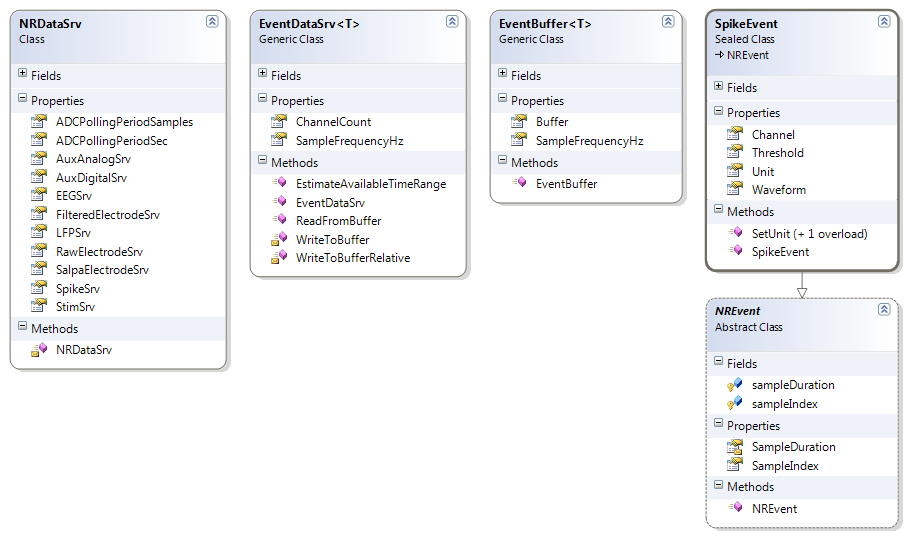 NRDataSrv
Class
Fields
Properties
ADCPollingPeriodSamples
ADCPollingPeriodSec
AuxAnalogSrv
AuxDigitalSrv
EEGSrv
FilteredElectrodeSrv
LFPSrv
RawElectrodeSrv
SalpaElectrodeSrv
SpikeSrv
StimSrv
Methods
NRDataSrv
EventDataSrv<T>
Generic Class
Fields
Properties
ChannelCount
SampleFrequencyHz
Methods
EstimateAvailableTimeRange
EventDataSrv
ReadFromBuffer
WriteToBuffer
WriteToBufferRelative
EventBuffer<T>
Generic Class
Fields
Properties
Buffer
SampleFrequencyHz
Methods
EventBuffer
SpikeEvent
Sealed Class
NREvent
Fields
Properties
Channel
Threshold
Unit
Waveform
Methods
SetUnit (+ 1 overload)
SpikeEvent
NREvent
Abstract Class
Fields
sampleDuration
sampleIndex
Properties
SampleDuration
SampleIndex
Methods
NREvent